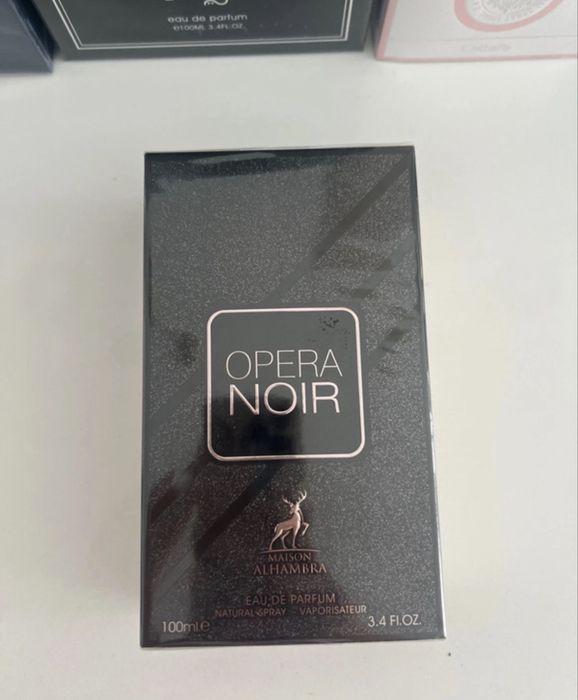 eau de parfum
℮100ML 3.4FL.OZ.
OPERA
NOIR
MAISON
ALHAMBRA
EAU DE PARFUM
NATURAL SPRAY VAPORISATEUR
100ml℮ 3.4 Fl.OZ.